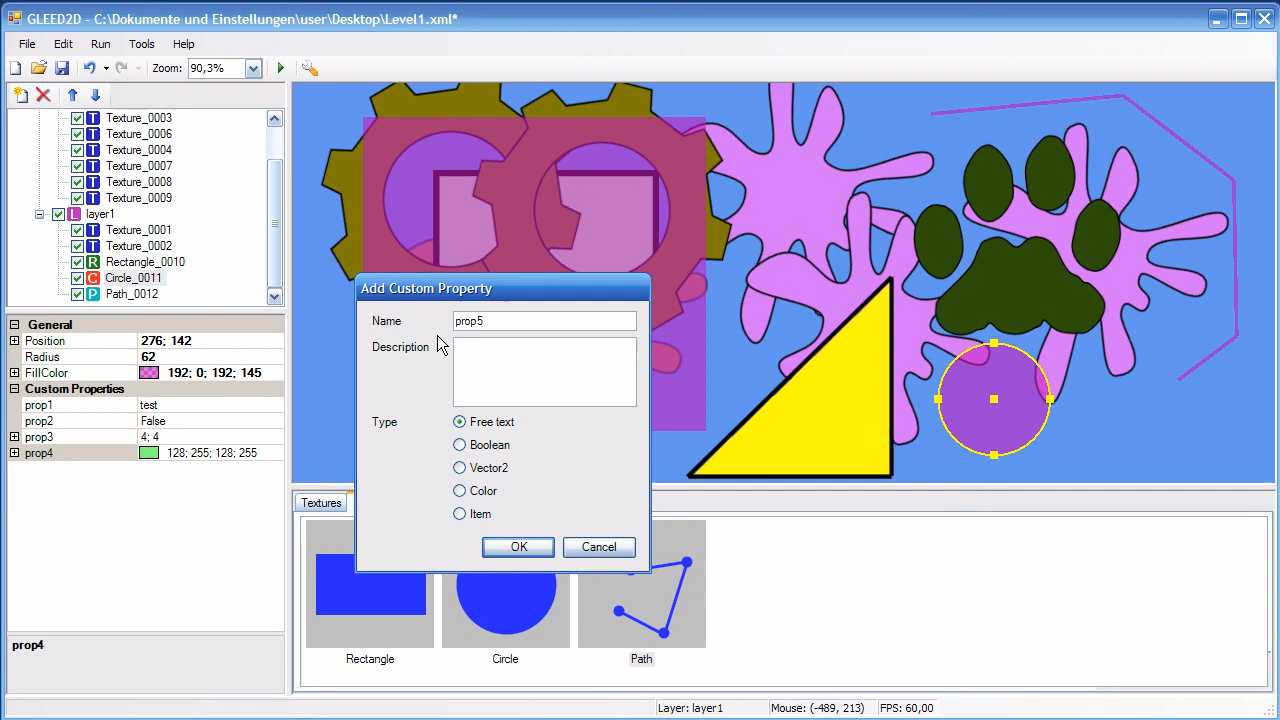 GLEED2D - C:\Dokumente und Einstellungen\user\Desktop\Level1.xml*
File Edit Run Tools Help
Zoom: 90,3%
T Texture_0003
T Texture_0006
T Texture_0004
T Texture_0007
T Texture_0008
T Texture_0009
L layer1
T Texture_0001
T Texture_0002
R Rectangle_0010
C Circle_0011
P Path_0012
General
Position 276; 142
Radius 62
FillColor 192; 0; 192; 145
Custom Properties
prop1 test
prop2 False
prop3 4; 4
prop4 128; 255; 128; 255
prop4
Add Custom Property
Name prop5
Description
Type Free text
Boolean
Vector2
Color
Item
OK Cancel
Textures
Rectangle Circle Path
Layer: layer1 Mouse: (-489, 213) FPS: 60,00